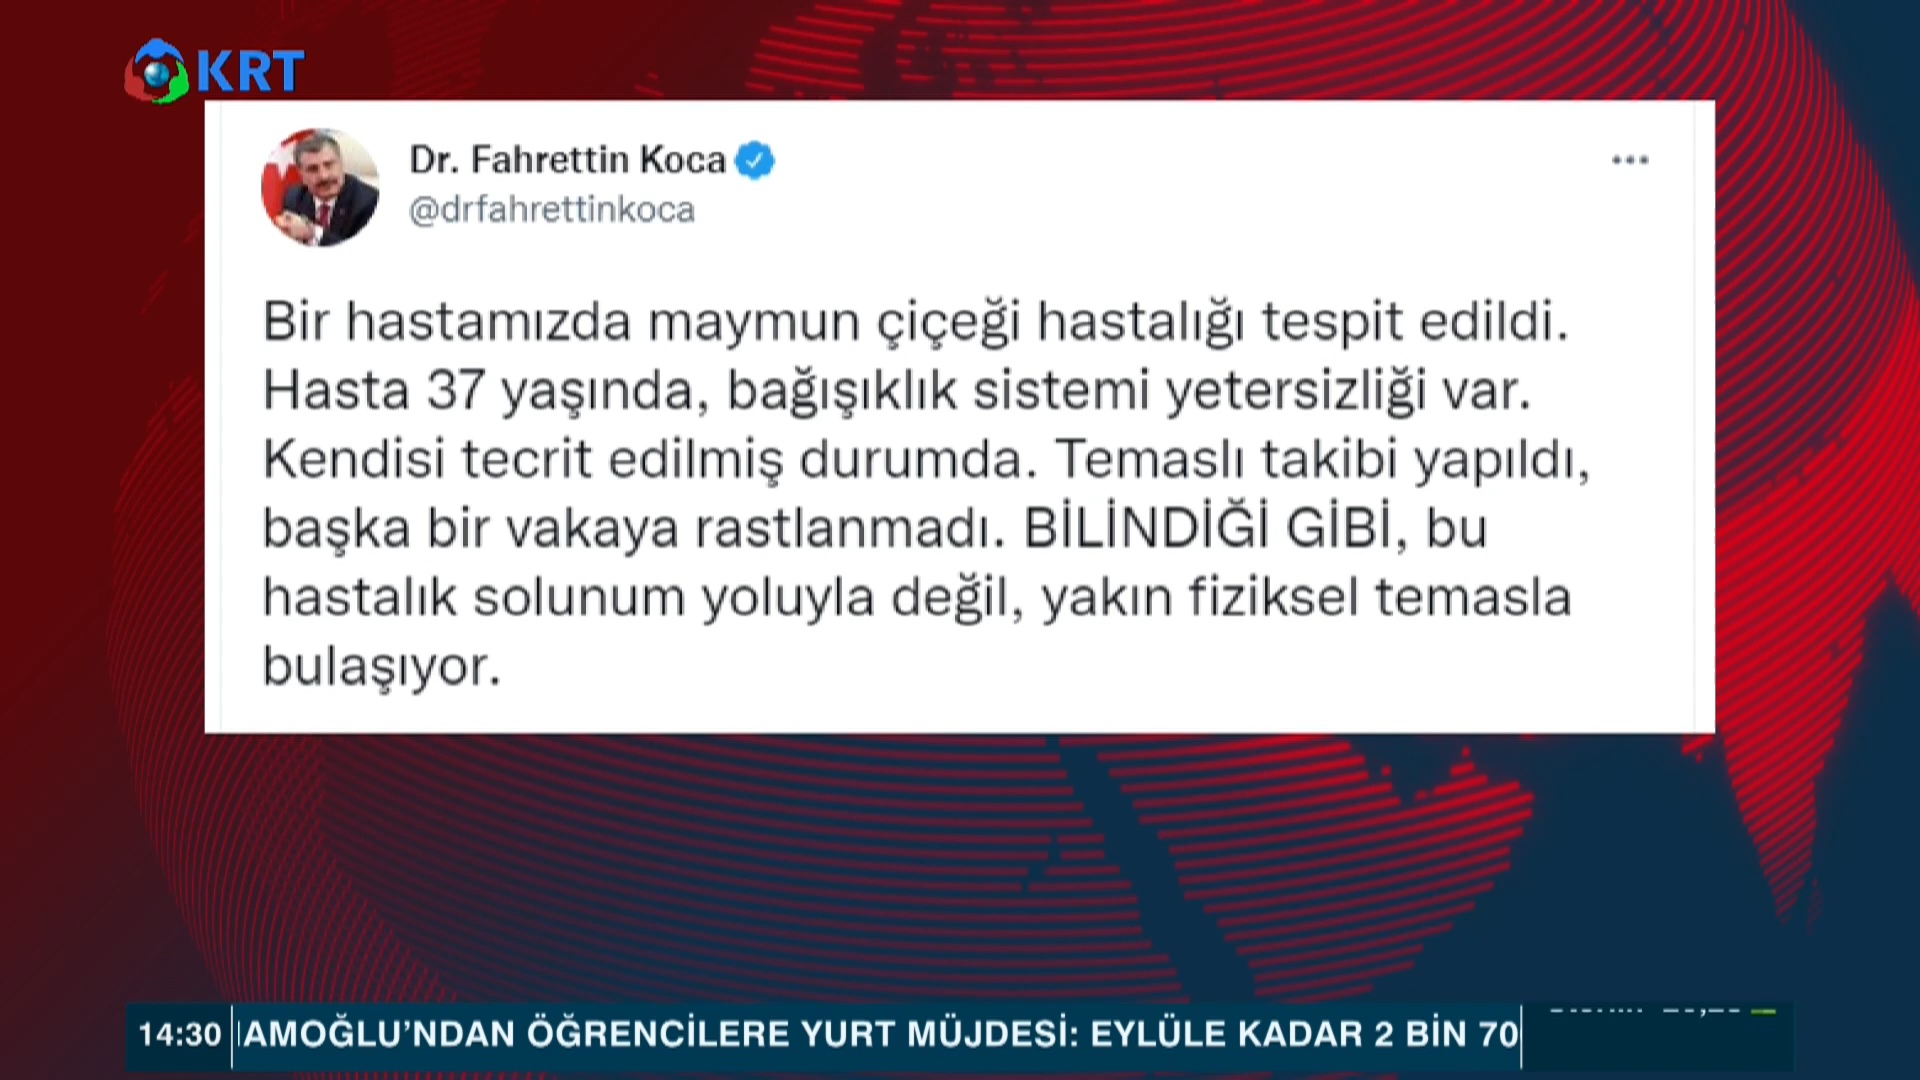 KRT
Dr. Fahrettin Koca
@drfahrettinkoca
Bir hastamızda maymun çiçeği hastalığı tespit edildi.
Hasta 37 yaşında, bağışıklık sistemi yetersizliği var.
Kendisi tecrit edilmiş durumda. Temaslı takibi yapıldı,
başka bir vakaya rastlanmadı. BİLİNDİĞİ GİBİ, bu
hastalık solunum yoluyla değil, yakın fiziksel temasla
bulaşıyor.
14:30 AMOĞLU'NDAN ÖĞRENCİLERE YURT MÜJDESİ: EYLÜLE KADAR 2 BİN 70